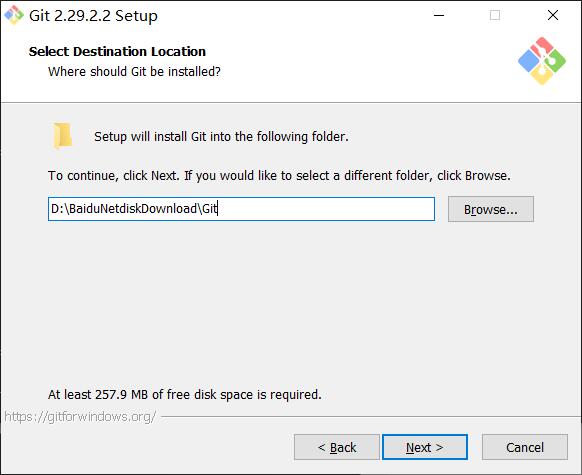 Git 2.29.2.2 Setup
Select Destination Location
Where should Git be installed?
Setup will install Git into the following folder.
To continue, click Next. If you would like to select a different folder, click Browse.
D:\BaiduNetdiskDownload\Git
Browse...
At least 257.9 MB of free disk space is required.
https://gitforwindows.org/
< Back
Next >
Cancel